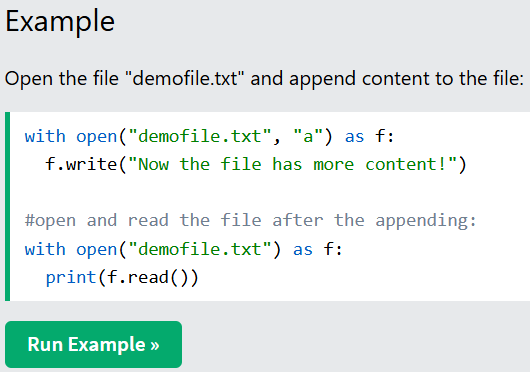 Example
Open the file "demofile.txt" and append content to the file:
with open("demofile.txt", "a") as f:
  f.write("Now the file has more content!")

#open and read the file after the appending:
with open("demofile.txt") as f:
  print(f.read())
Run Example »